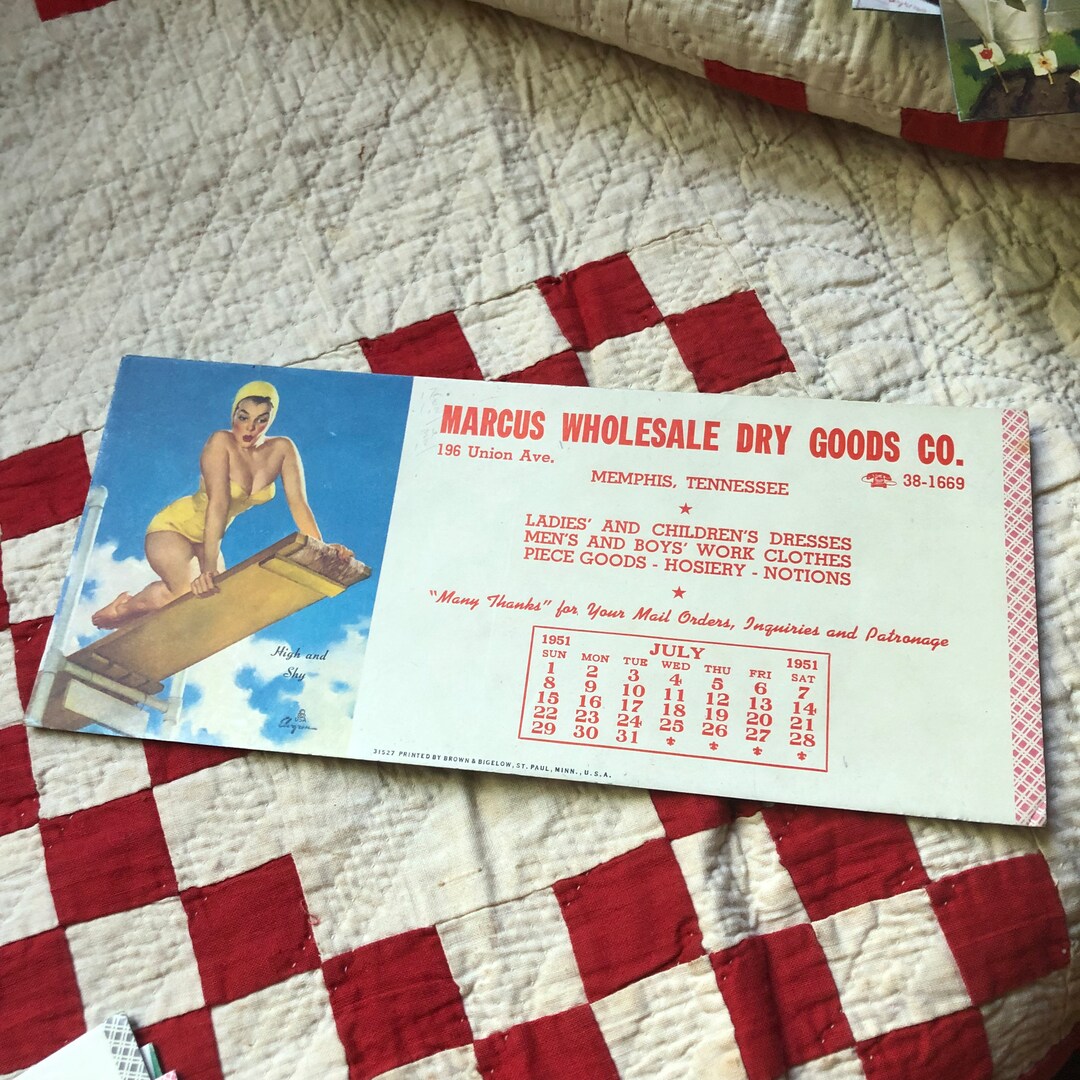 MARCUS WHOLESALE DRY GOODS CO.
196 Union Ave.
MEMPHIS, TENNESSEE
38-1669
LADIES' AND CHILDREN'S DRESSES
MEN'S AND BOYS' WORK CLOTHES
PIECE GOODS - HOSIERY - NOTIONS
"Many Thanks" for Your Mail Orders, Inquiries and Patronage
1951 JULY 1951
SUN MON TUE WED THU FRI SAT
1 2 3 4 5 6 7
8 9 10 11 12 13 14
15 16 17 18 19 20 21
22 23 24 25 26 27 28
29 30 31
High and
Shy
Elvgren
31527 PRINTED BY BROWN & BIGELOW, ST. PAUL, MINN., U.S.A.